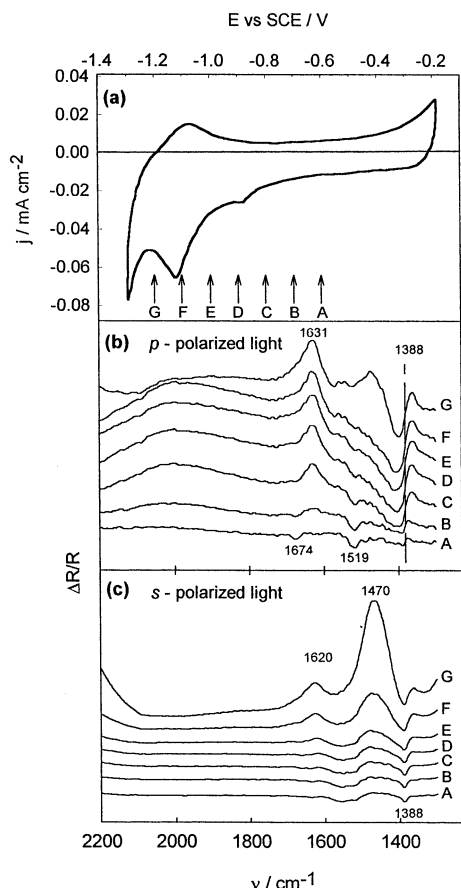 E vs SCE / V
-1.4 -1.2 -1.0 -0.8 -0.6 -0.4 -0.2
0.04
(a)
0.02
0.00
-0.02
-0.04
-0.06
-0.08
j / mA cm-2
G F E D C B A
(b) p - polarized light
1631
1388
G
F
E
D
C
B
A
1674
1519
ΔR/R
(c) s - polarized light
1470
1620
G
F
E
D
C
B
A
1388
2200 2000 1800 1600 1400
ν / cm-1